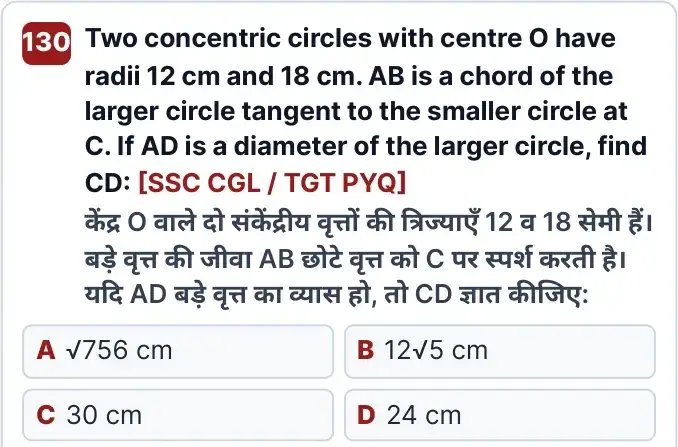 130 Two concentric circles with centre O have
radii 12 cm and 18 cm. AB is a chord of the
larger circle tangent to the smaller circle at
C. If AD is a diameter of the larger circle, find
CD: [SSC CGL / TGT PYQ]
केंद्र O वाले दो संकेंद्रीय वृत्तों की त्रिज्याएँ 12 व 18 सेमी हैं।
बड़े वृत्त की जीवा AB छोटे वृत्त को C पर स्पर्श करती है।
यदि AD बड़े वृत्त का व्यास हो, तो CD ज्ञात कीजिए:
A √756 cm
B 12√5 cm
C 30 cm
D 24 cm